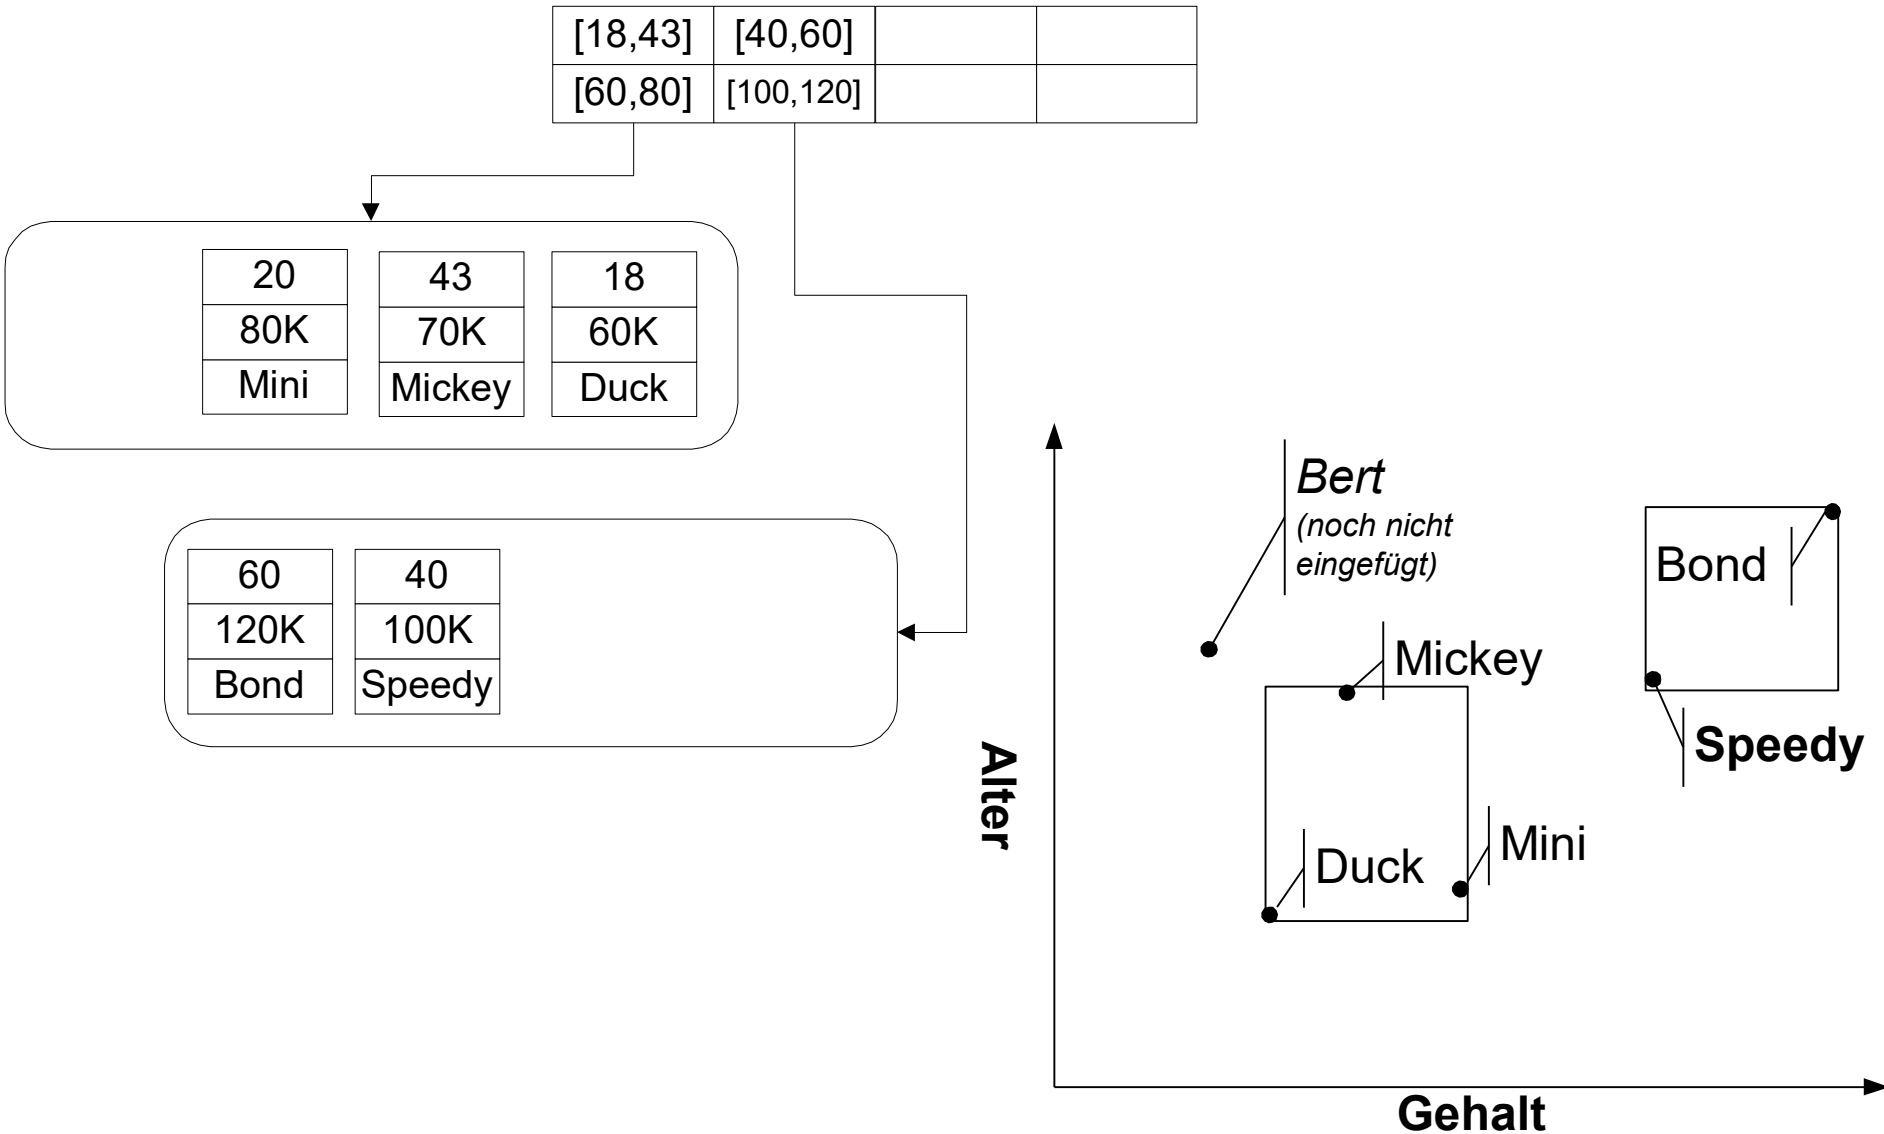 [18,43] [40,60]
[60,80] [100,120]
20 43 18
80K 70K 60K
Mini Mickey Duck
60 40
120K 100K
Bond Speedy
Bert
(noch nicht
eingefügt)
Bond
Mickey
Speedy
Mini
Duck
Alter
Gehalt